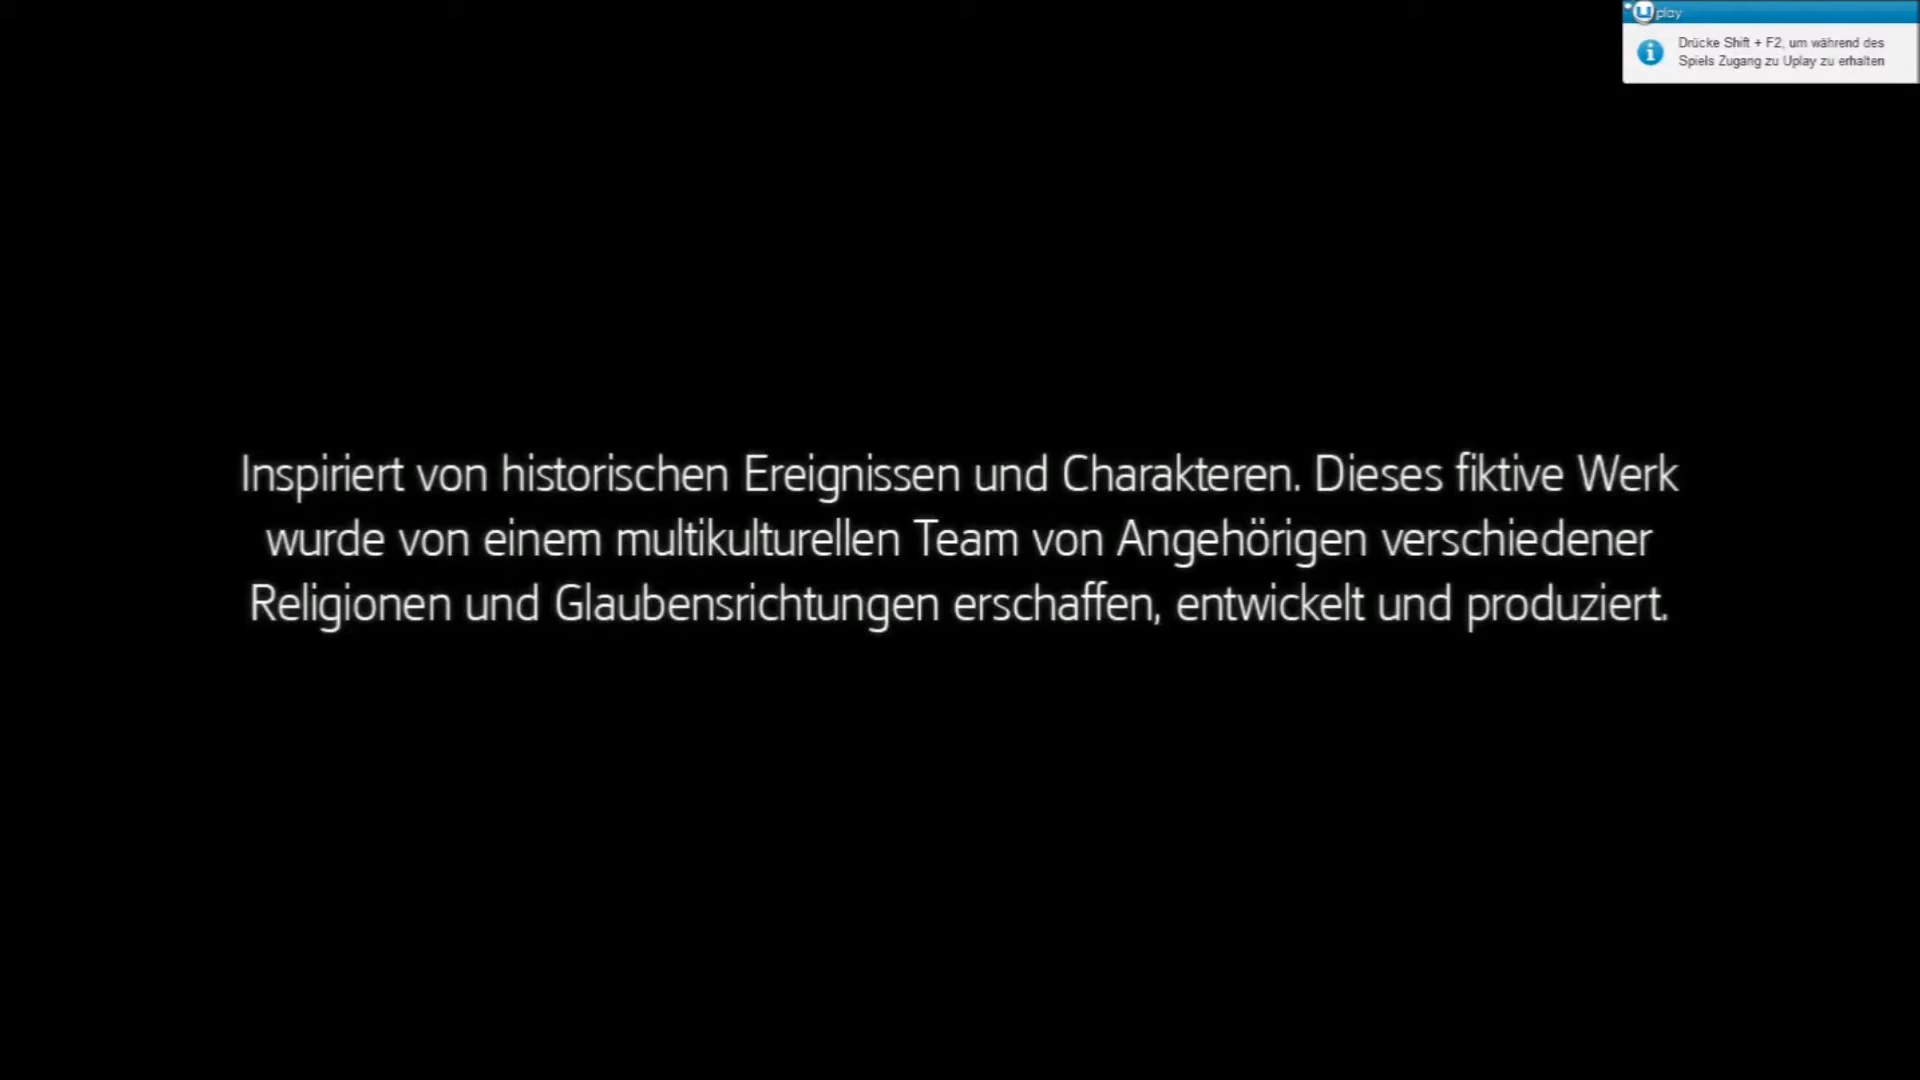 Uplay
Drücke Shift + F2, um während des
Spiels Zugang zu Uplay zu erhalten
Inspiriert von historischen Ereignissen und Charakteren. Dieses fiktive Werk
wurde von einem multikulturellen Team von Angehörigen verschiedener
Religionen und Glaubensrichtungen erschaffen, entwickelt und produziert.